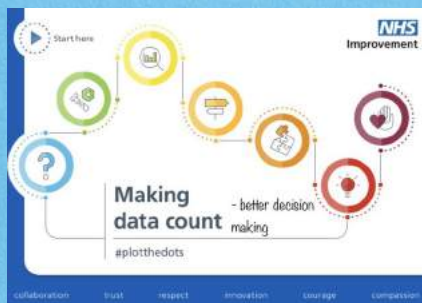 Start here
NHS
Improvement
?
Making
data count
- better decision
making
#plotthedots
collaboration trust respect innovation courage compassion